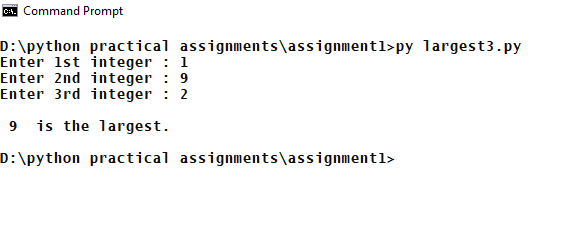 Command Prompt
D:\python practical assignments\assignment1>py largest3.py
Enter 1st integer : 1
Enter 2nd integer : 9
Enter 3rd integer : 2
9  is the largest.
D:\python practical assignments\assignment1>